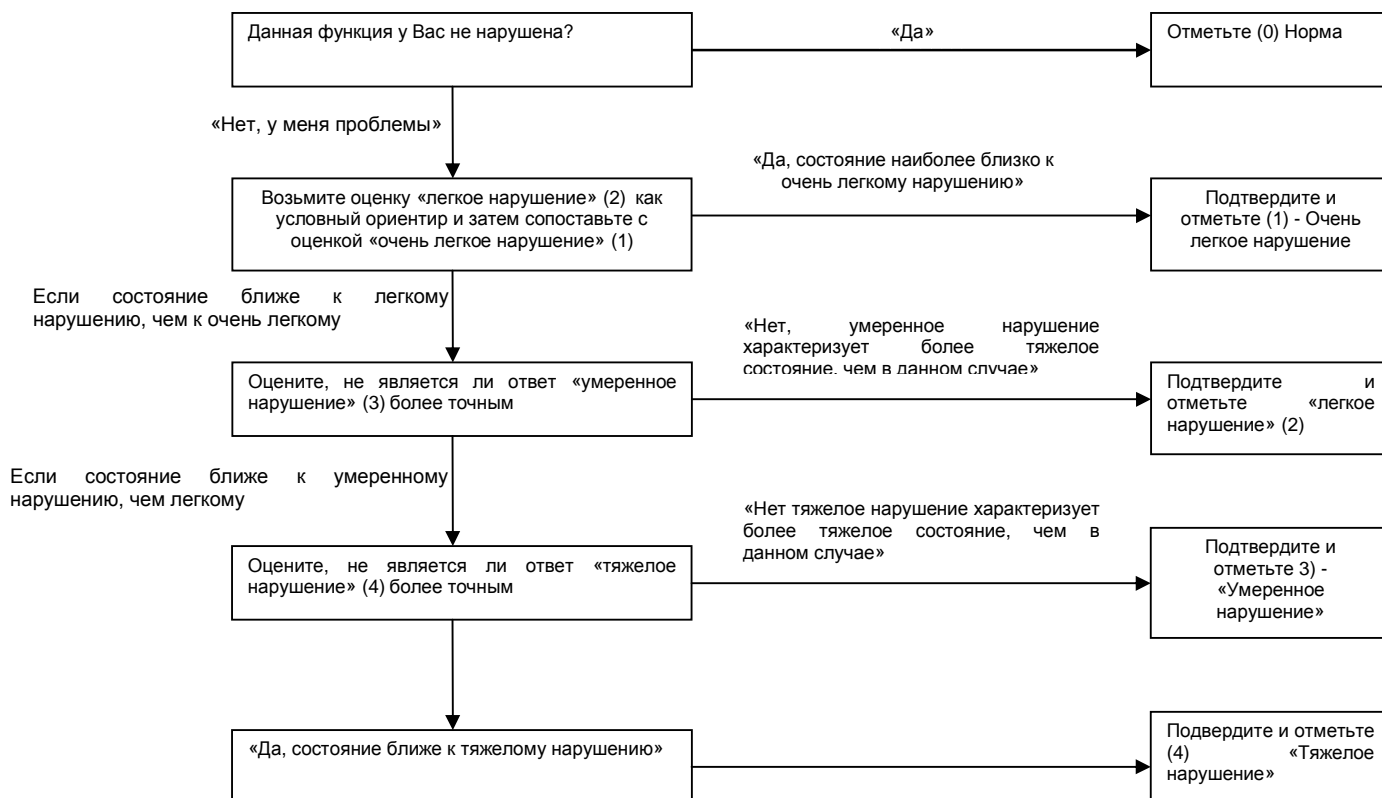 Данная функция у Вас не нарушена?
«Да»
Отметьте (0) Норма
«Нет, у меня проблемы»
«Да, состояние наиболее близко к
очень легкому нарушению»
Возьмите оценку «легкое нарушение» (2) как
условный ориентир и затем сопоставьте с
оценкой «очень легкое нарушение» (1)
Подтвердите и
отметьте (1) - Очень
легкое нарушение
Если состояние ближе к легкому
нарушению, чем к очень легкому
«Нет, умеренное нарушение
характеризует более тяжелое
состояние, чем в данном случае»
Оцените, не является ли ответ «умеренное
нарушение» (3) более точным
Подтвердите и
отметьте «легкое
нарушение» (2)
Если состояние ближе к умеренному
нарушению, чем легкому
«Нет тяжелое нарушение характеризует
более тяжелое состояние, чем в
данном случае»
Оцените, не является ли ответ «тяжелое
нарушение» (4) более точным
Подтвердите и
отметьте 3) -
«Умеренное
нарушение»
«Да, состояние ближе к тяжелому нарушению»
Подвердите и отметьте
(4) «Тяжелое
нарушение»